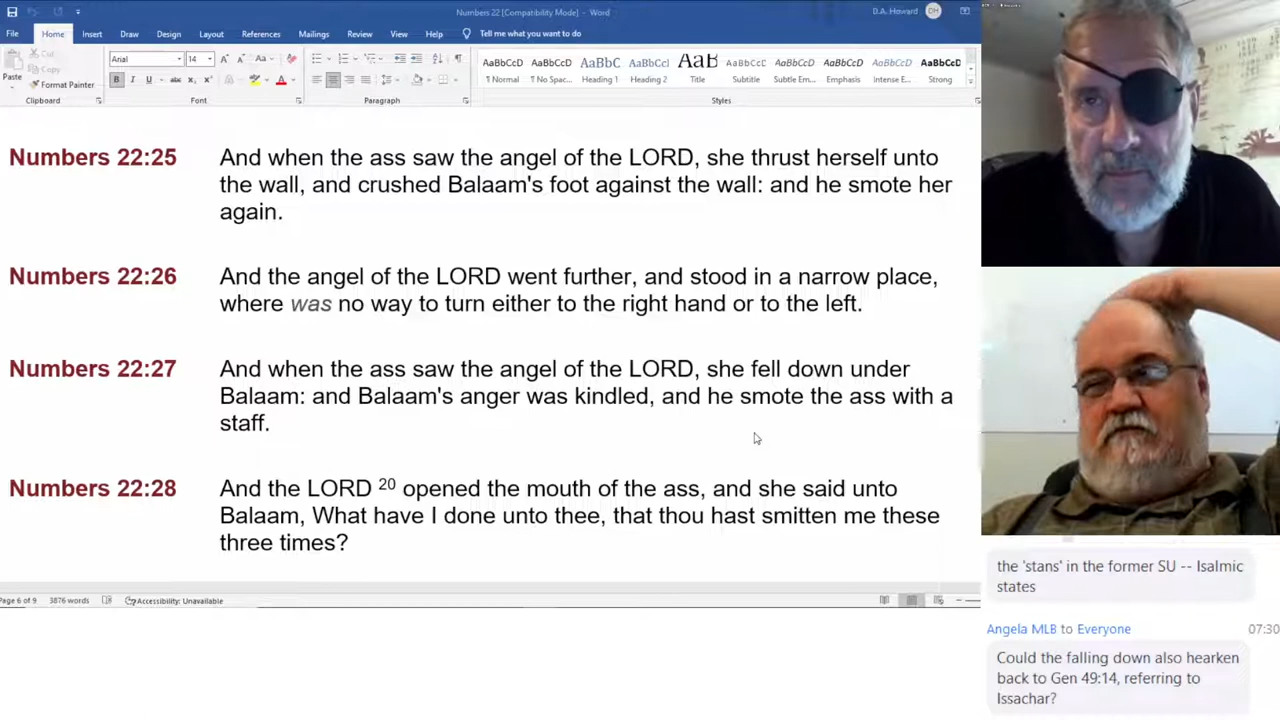 Numbers 22 [Compatibility Mode] - Word
D.A. Howard
DH
File Home Insert Draw Design Layout References Mailings Review View Help Tell me what you want to do
Cut
Copy
Paste
Format Painter
Arial 14
B I U abc x₂ x² A
Aa
AaBbCcD AaBbCcD AaBbC AaBbCcl AaB AaBbCcD AaBbCcD AaBbCcD AaBbCcD AaBbCcD
¶ Normal ¶ No Spac... Heading 1 Heading 2 Title Subtitle Subtle Em... Emphasis Intense E... Strong
Clipboard Font Paragraph Styles
Numbers 22:25 And when the ass saw the angel of the LORD, she thrust herself unto
the wall, and crushed Balaam's foot against the wall: and he smote her
again.
Numbers 22:26 And the angel of the LORD went further, and stood in a narrow place,
where was no way to turn either to the right hand or to the left.
Numbers 22:27 And when the ass saw the angel of the LORD, she fell down under
Balaam: and Balaam's anger was kindled, and he smote the ass with a
staff.
Numbers 22:28 And the LORD 20 opened the mouth of the ass, and she said unto
Balaam, What have I done unto thee, that thou hast smitten me these
three times?
Page 6 of 9 3876 words Accessibility: Unavailable
the 'stans' in the former SU -- Isalmic
states
Angela MLB to Everyone 07:30
Could the falling down also hearken
back to Gen 49:14, referring to
Issachar?